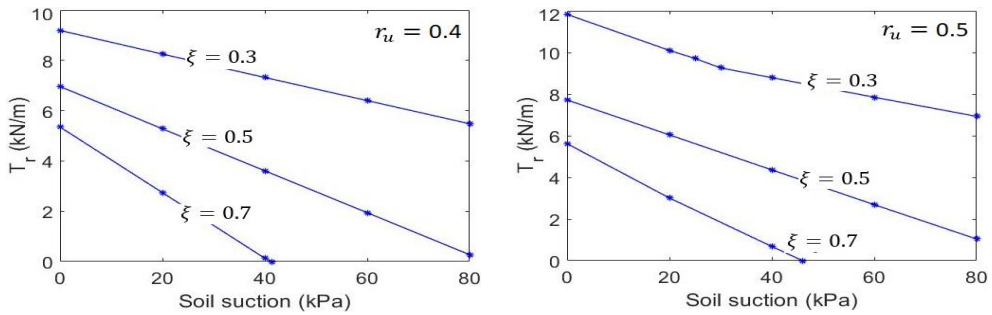 10
8
6
4
2
0
T_r (kN/m)
r_u = 0.4
ξ = 0.3
ξ = 0.5
ξ = 0.7
0 20 40 60 80
Soil suction (kPa)
12
10
8
6
4
2
0
T_r (kN/m)
r_u = 0.5
ξ = 0.3
ξ = 0.5
ξ = 0.7
0 20 40 60 80
Soil suction (kPa)